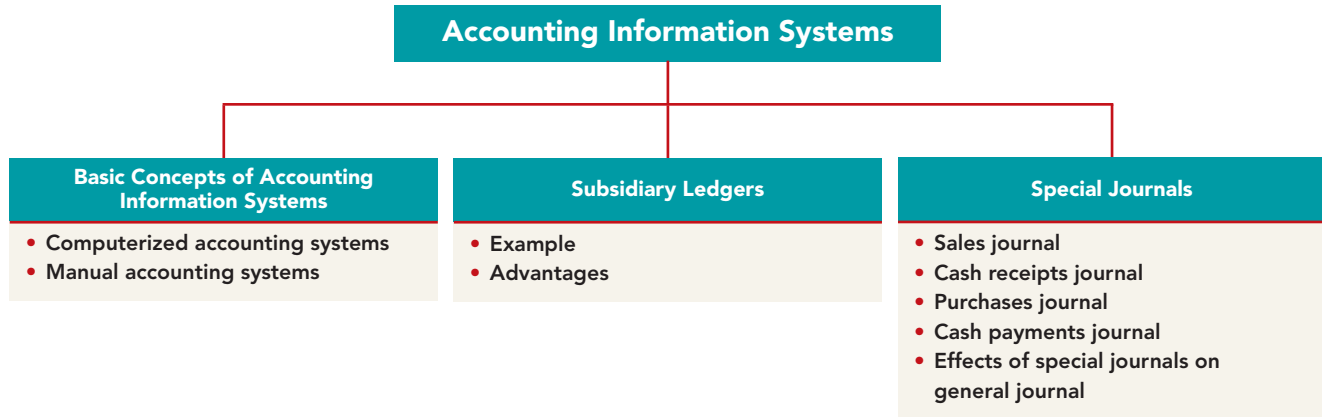 Accounting Information Systems
Basic Concepts of Accounting
Information Systems
• Computerized accounting systems
• Manual accounting systems
Subsidiary Ledgers
• Example
• Advantages
Special Journals
• Sales journal
• Cash receipts journal
• Purchases journal
• Cash payments journal
• Effects of special journals on
general journal